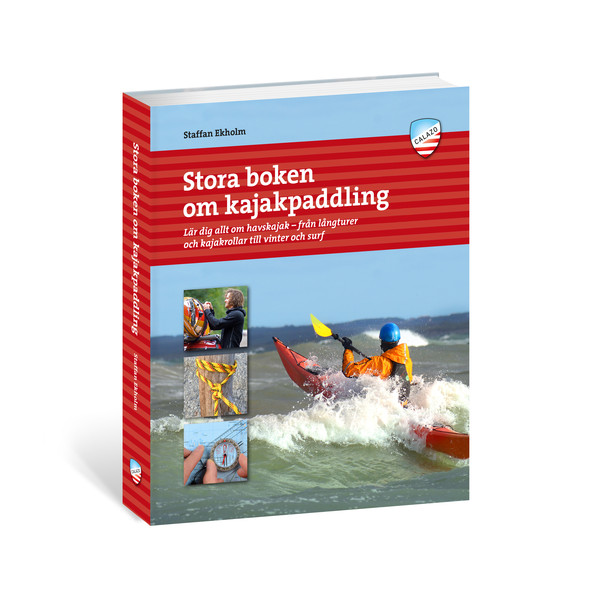 Staffan Ekholm
CALAZO
Stora boken
om kajakpaddling
Lär dig allt om havskajak – från långturer
och kajakrollar till vinter och surf
Stora boken om kajakpaddling
Staffan Ekholm
CALAZO